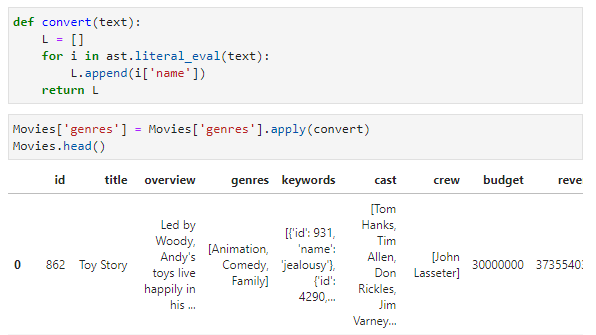 def convert(text):
    L = []
    for i in ast.literal_eval(text):
        L.append(i['name'])
    return L
Movies['genres'] = Movies['genres'].apply(convert)
Movies.head()
id title overview genres keywords cast crew budget reve
0 862 Toy Story
Led by
Woody,
Andy's
toys live
happily in
his ...
[Animation,
Comedy,
Family]
[{'id': 931,
'name':
'jealousy'},
{'id':
4290,...
[Tom
Hanks,
Tim
Allen,
Don
Rickles,
Jim
Varney...
[John
Lasseter]
30000000 37355403